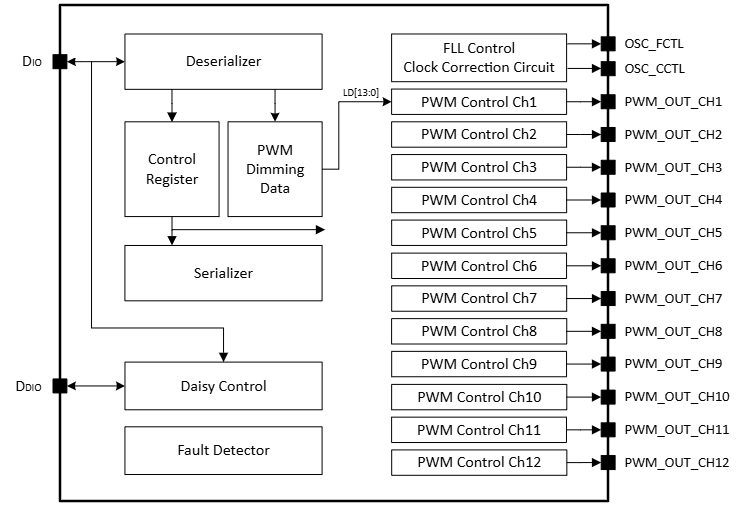 DIO
Deserializer
Control
Register
PWM
Dimming
Data
Serializer
DDIO
Daisy Control
Fault Detector
LD[13:0]
FLL Control
Clock Correction Circuit
OSC_FCTL
OSC_CCTL
PWM Control Ch1
PWM_OUT_CH1
PWM Control Ch2
PWM_OUT_CH2
PWM Control Ch3
PWM_OUT_CH3
PWM Control Ch4
PWM_OUT_CH4
PWM Control Ch5
PWM_OUT_CH5
PWM Control Ch6
PWM_OUT_CH6
PWM Control Ch7
PWM_OUT_CH7
PWM Control Ch8
PWM_OUT_CH8
PWM Control Ch9
PWM_OUT_CH9
PWM Control Ch10
PWM_OUT_CH10
PWM Control Ch11
PWM_OUT_CH11
PWM Control Ch12
PWM_OUT_CH12